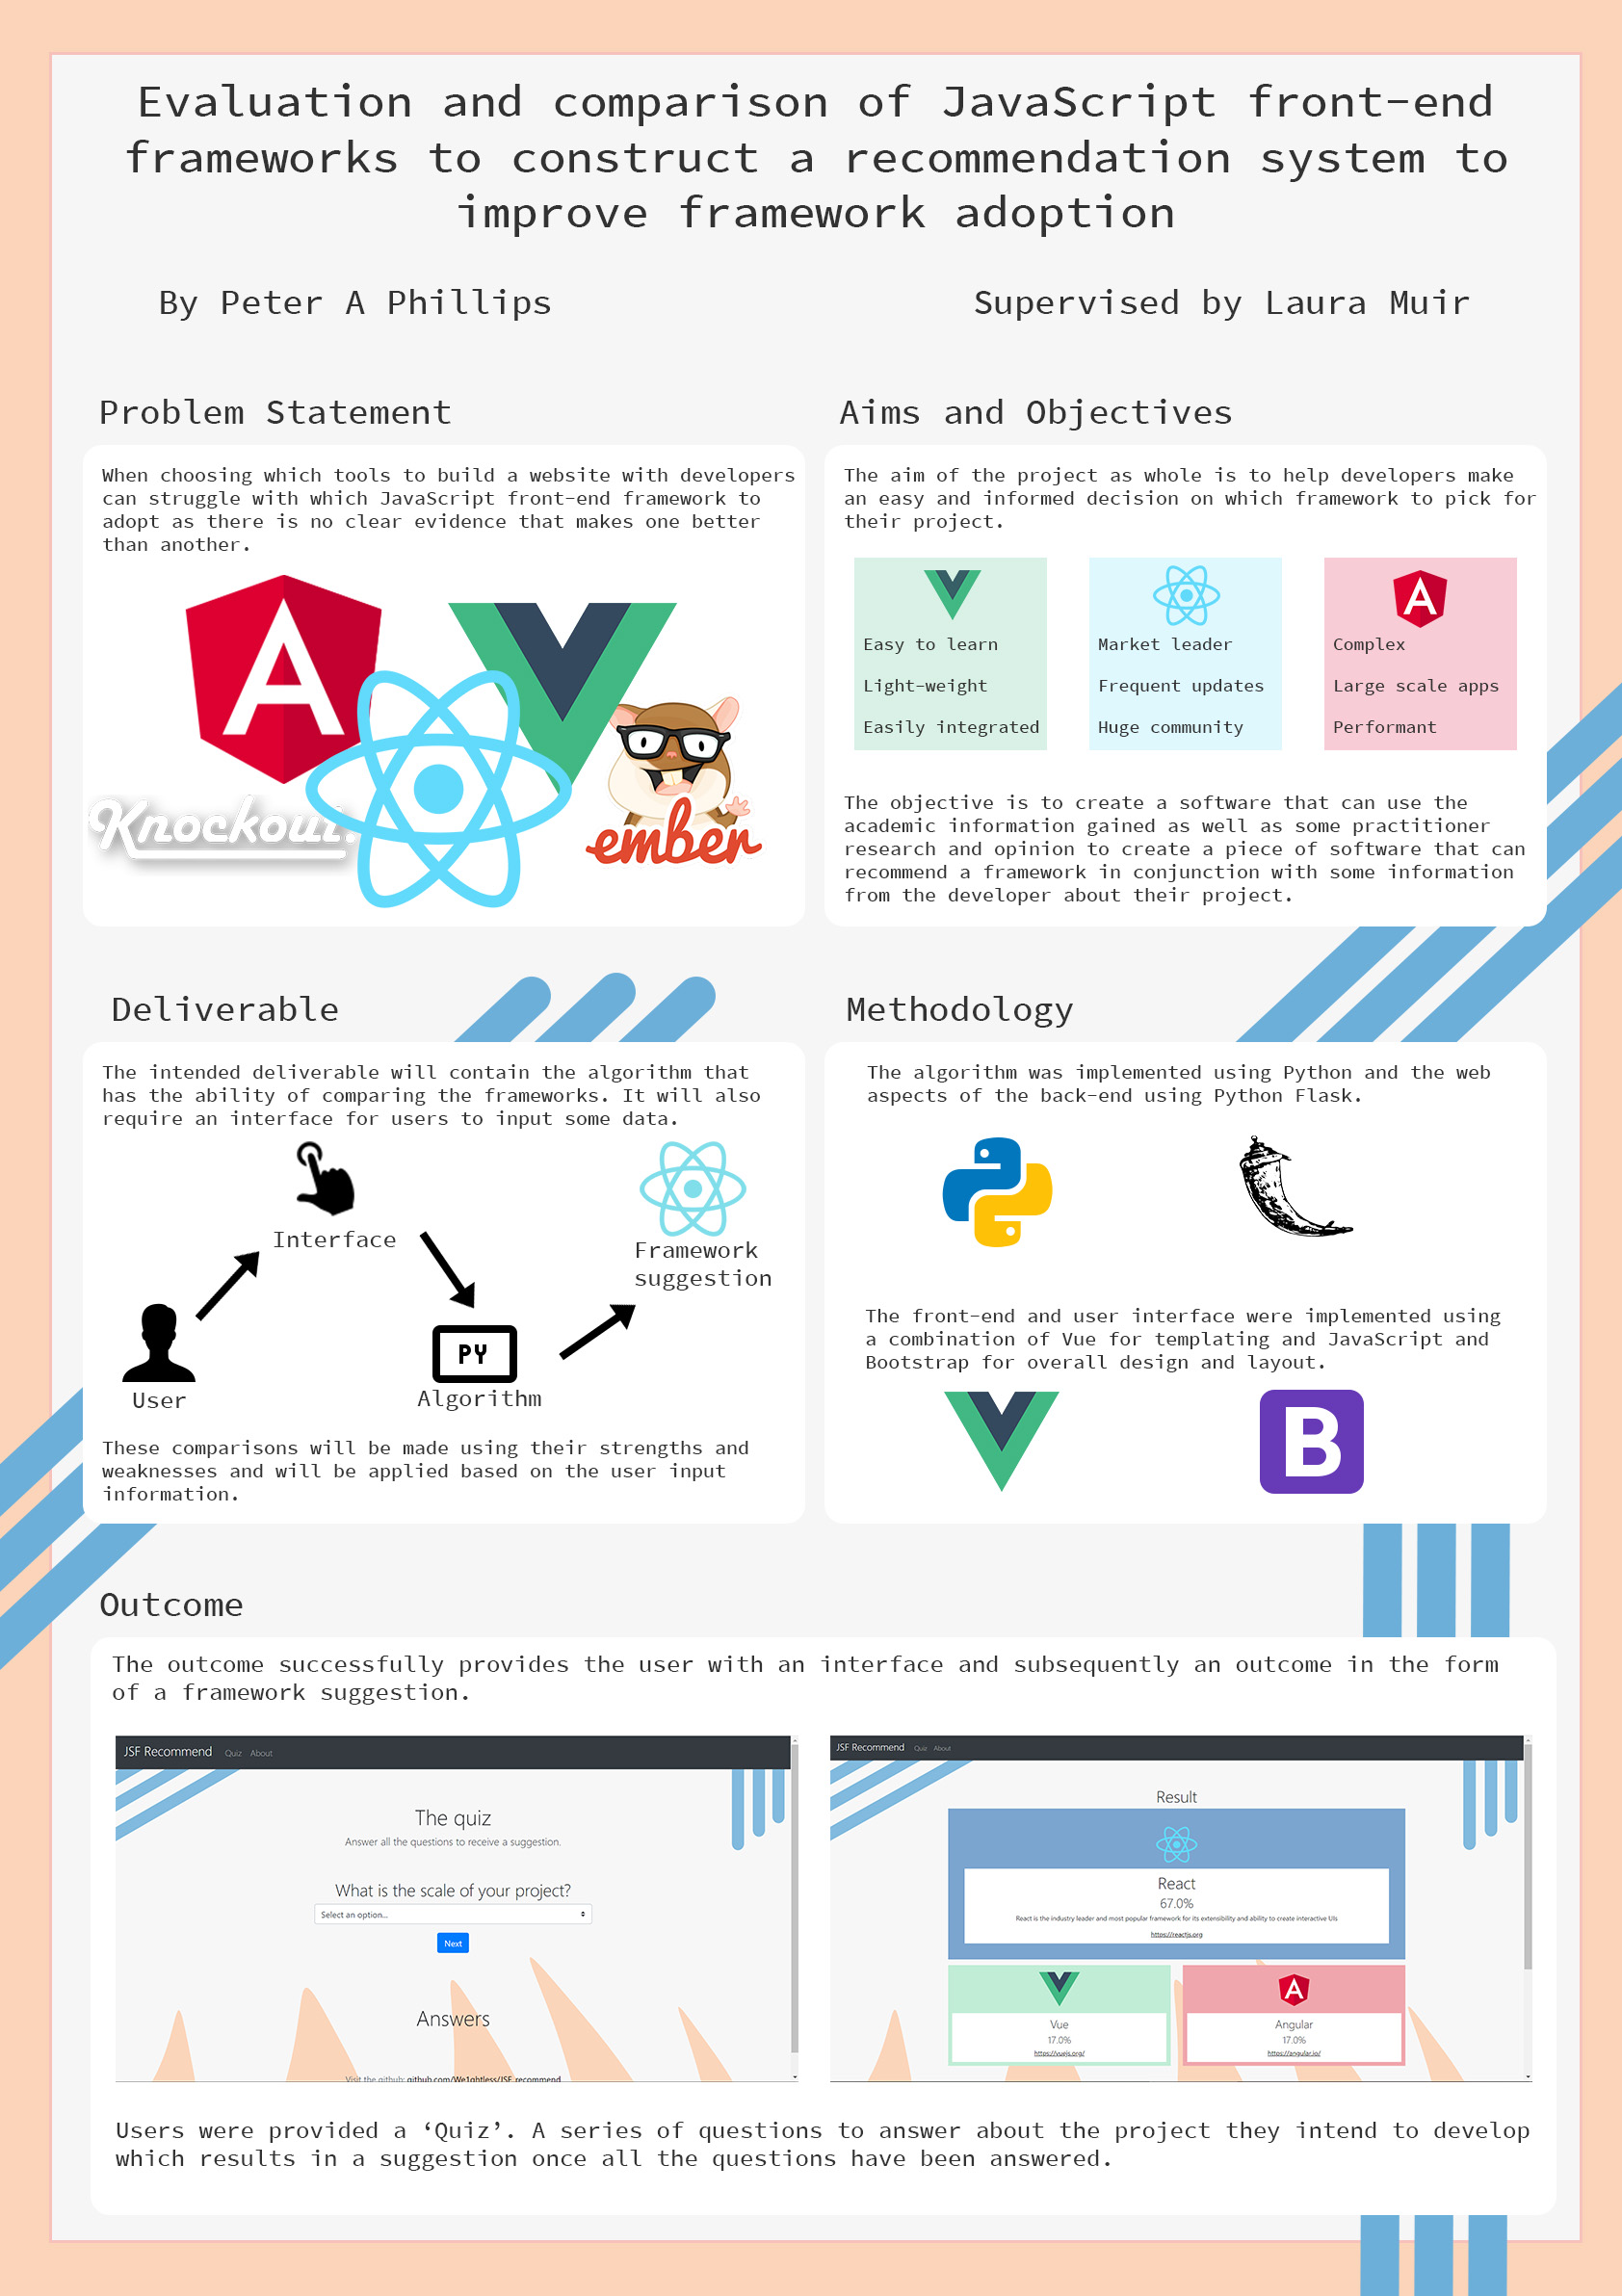 Evaluation and comparison of JavaScript front-end
frameworks to construct a recommendation system to
improve framework adoption
By Peter A Phillips
Supervised by Laura Muir
Problem Statement
When choosing which tools to build a website with developers
can struggle with which JavaScript front-end framework to
adopt as there is no clear evidence that makes one better
than another.
A
Knockout.
ember
Aims and Objectives
The aim of the project as whole is to help developers make
an easy and informed decision on which framework to pick for
their project.
Easy to learn
Light-weight
Easily integrated
Market leader
Frequent updates
Huge community
A
Complex
Large scale apps
Performant
The objective is to create a software that can use the
academic information gained as well as some practitioner
research and opinion to create a piece of software that can
recommend a framework in conjunction with some information
from the developer about their project.
Deliverable
The intended deliverable will contain the algorithm that
has the ability of comparing the frameworks. It will also
require an interface for users to input some data.
Interface
Framework
suggestion
User
PY
Algorithm
These comparisons will be made using their strengths and
weaknesses and will be applied based on the user input
information.
Methodology
The algorithm was implemented using Python and the web
aspects of the back-end using Python Flask.
The front-end and user interface were implemented using
a combination of Vue for templating and JavaScript and
Bootstrap for overall design and layout.
B
Outcome
The outcome successfully provides the user with an interface and subsequently an outcome in the form
of a framework suggestion.
JSF Recommend Quiz About
The quiz
Answer all the questions to receive a suggestion.
What is the scale of your project?
Select an option...
Next
Answers
Visit the github: github.com/We1ghtless/JSF_recommend
JSF Recommend Quiz About
Result
React
67.0%
React is the industry leader and most popular framework for its extensibility and ability to create interactive UIs
https://reactjs.org
Vue
17.0%
https://vuejs.org/
A
Angular
17.0%
https://angular.io/
Users were provided a ‘Quiz’. A series of questions to answer about the project they intend to develop
which results in a suggestion once all the questions have been answered.